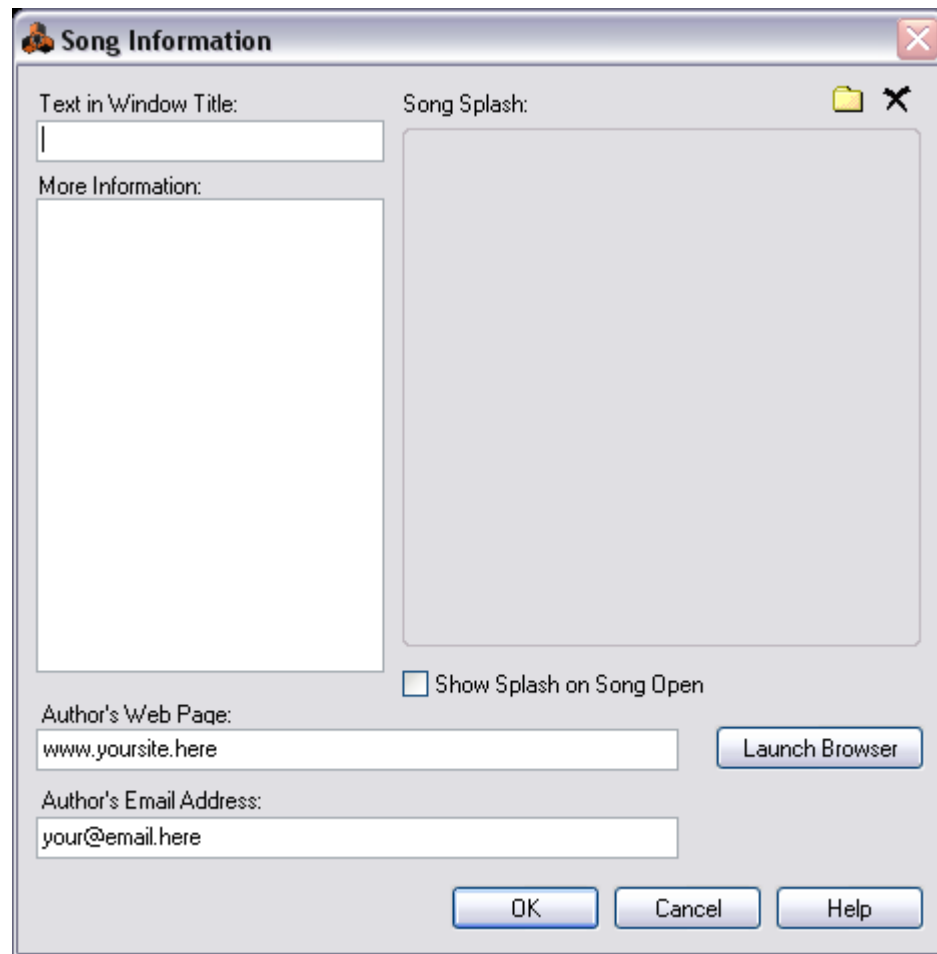 Song Information
Text in Window Title:
Song Splash:
More Information:
Show Splash on Song Open
Author's Web Page:
www.yoursite.here
Launch Browser
Author's Email Address:
your@email.here
OK
Cancel
Help